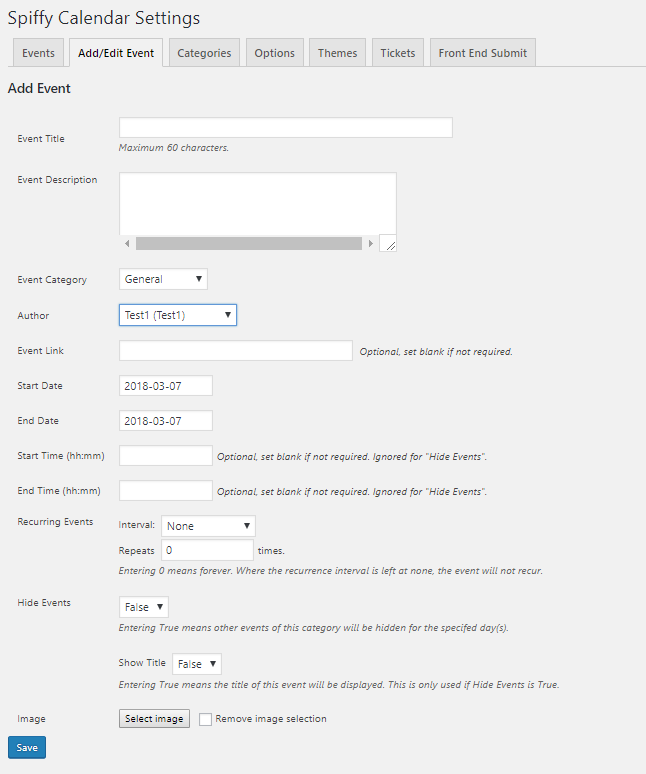 Spiffy Calendar Settings
Events Add/Edit Event Categories Options Themes Tickets Front End Submit
Add Event
Event Title
Maximum 60 characters.
Event Description
Event Category General
Author Test1 (Test1)
Event Link Optional, set blank if not required.
Start Date 2018-03-07
End Date 2018-03-07
Start Time (hh:mm) Optional, set blank if not required. Ignored for "Hide Events".
End Time (hh:mm) Optional, set blank if not required. Ignored for "Hide Events".
Recurring Events Interval: None
Repeats 0 times.
Entering 0 means forever. Where the recurrence interval is left at none, the event will not recur.
Hide Events False
Entering True means other events of this category will be hidden for the specifed day(s).
Show Title False
Entering True means the title of this event will be displayed. This is only used if Hide Events is True.
Image Select image Remove image selection
Save